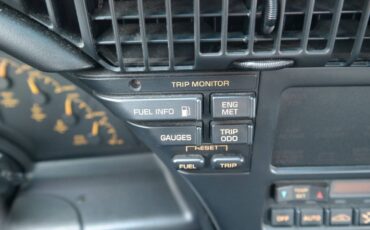 TRIP MONITOR
FUEL INFO
ENG
MET
GAUGES
TRIP
ODO
RESET
FUEL
TRIP
OFF
AUTO